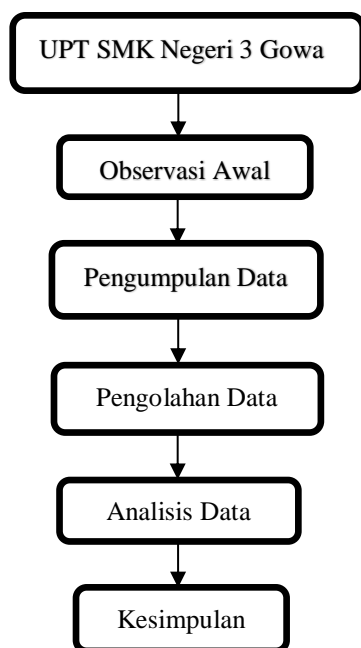 UPT SMK Negeri 3 Gowa
Observasi Awal
Pengumpulan Data
Pengolahan Data
Analisis Data
Kesimpulan